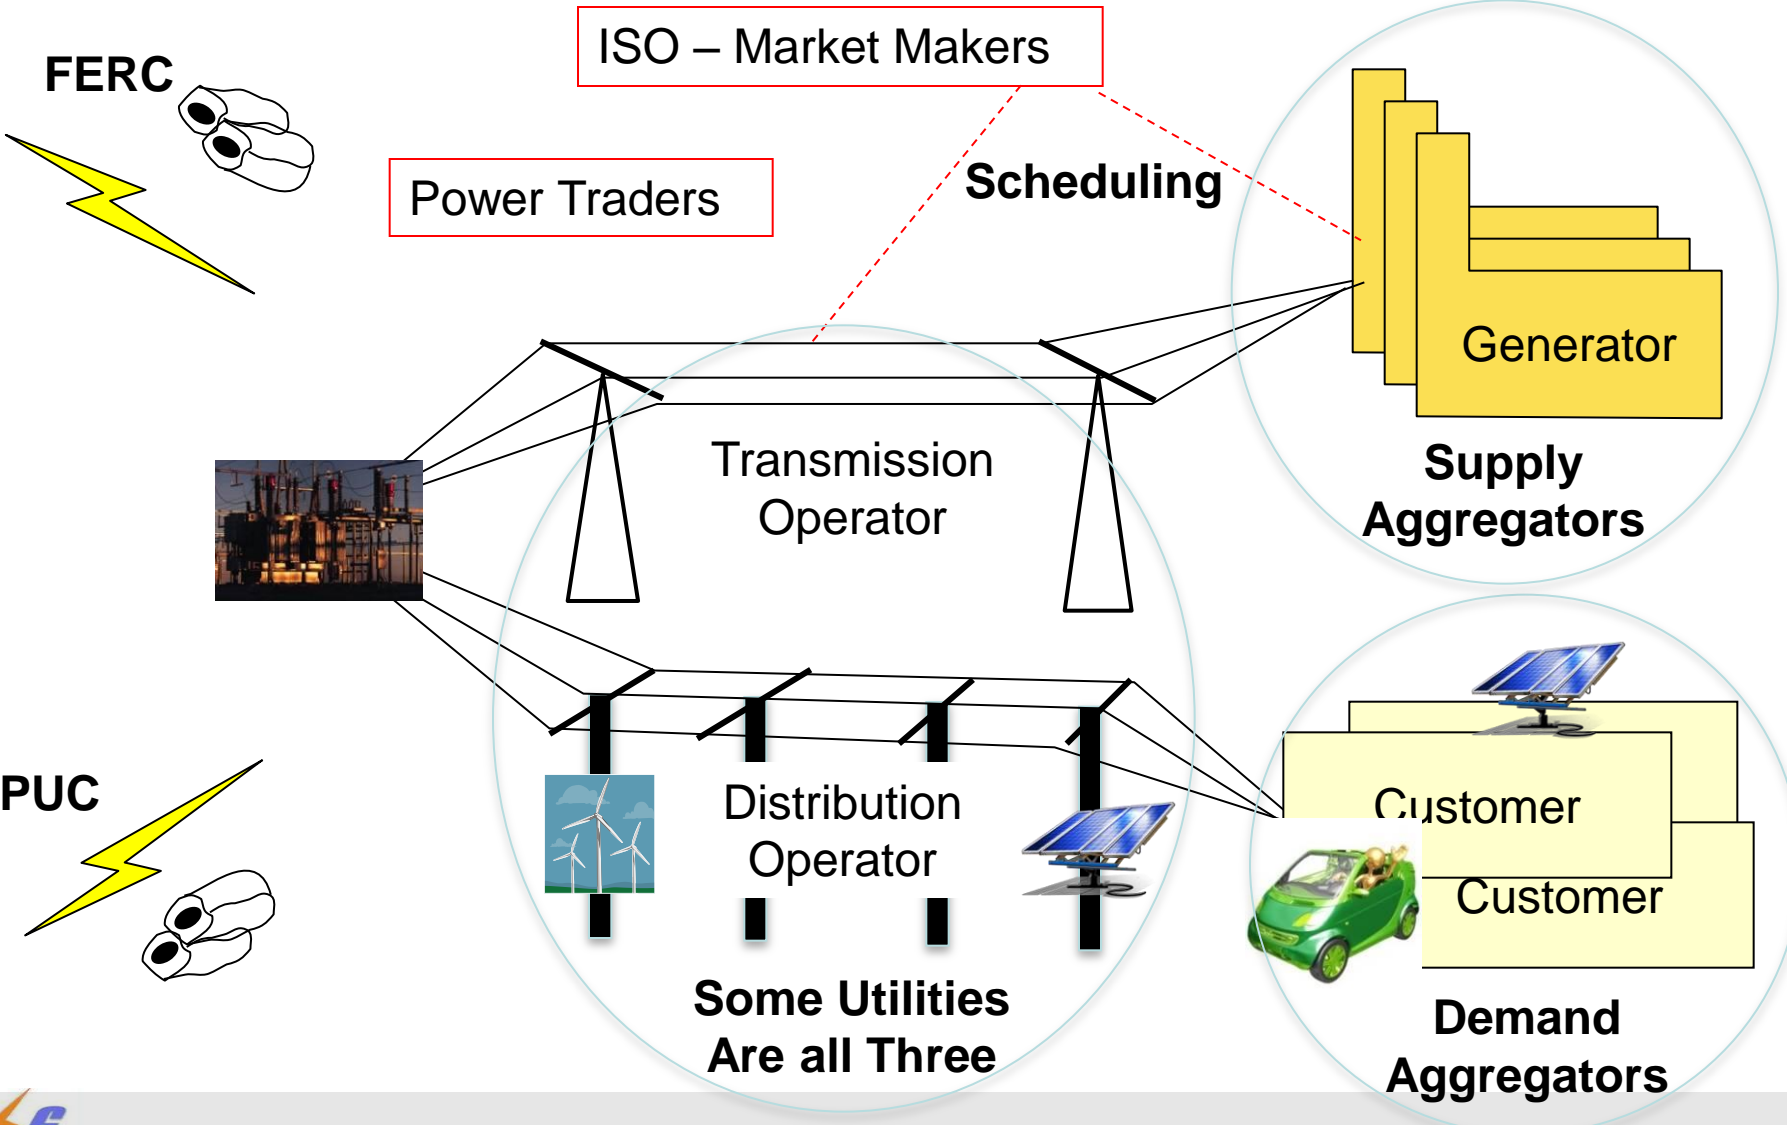 ISO – Market Makers
FERC
Power Traders
Scheduling
Generator
Transmission
Operator
Supply
Aggregators
PUC
Distribution
Operator
Customer
Customer
Some Utilities
Are all Three
Demand
Aggregators